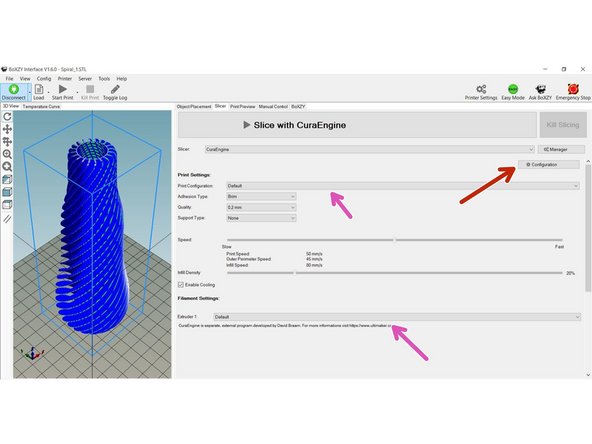 BoXZY Interface V1.6.0 - Spiral_1.STL
File View Config Printer Server Tools Help
Disconnect Load Start Print Kill Print Toggle Log Printer Settings Easy Mode Ask BoXZY Emergency Stop
EASY
3D View Temperature Curve Object Placement Slicer Print Preview Manual Control BoXZY
Slice with CuraEngine Kill Slicing
Slicer: CuraEngine Manager
Configuration
Print Settings:
Print Configuration: Default
Adhesion Type: Brim
Quality: 0.2 mm
Support Type: None
Speed:
Slow Fast
Print Speed: 50 mm/s
Outer Perimeter Speed: 45 mm/s
Infill Speed: 80 mm/s
Infill Density 20%
Enable Cooling
Filament Settings:
Extruder 1: Default
CuraEngine is separate, external program developed by David Braam. For more informations visit https://www.ultimaker.com